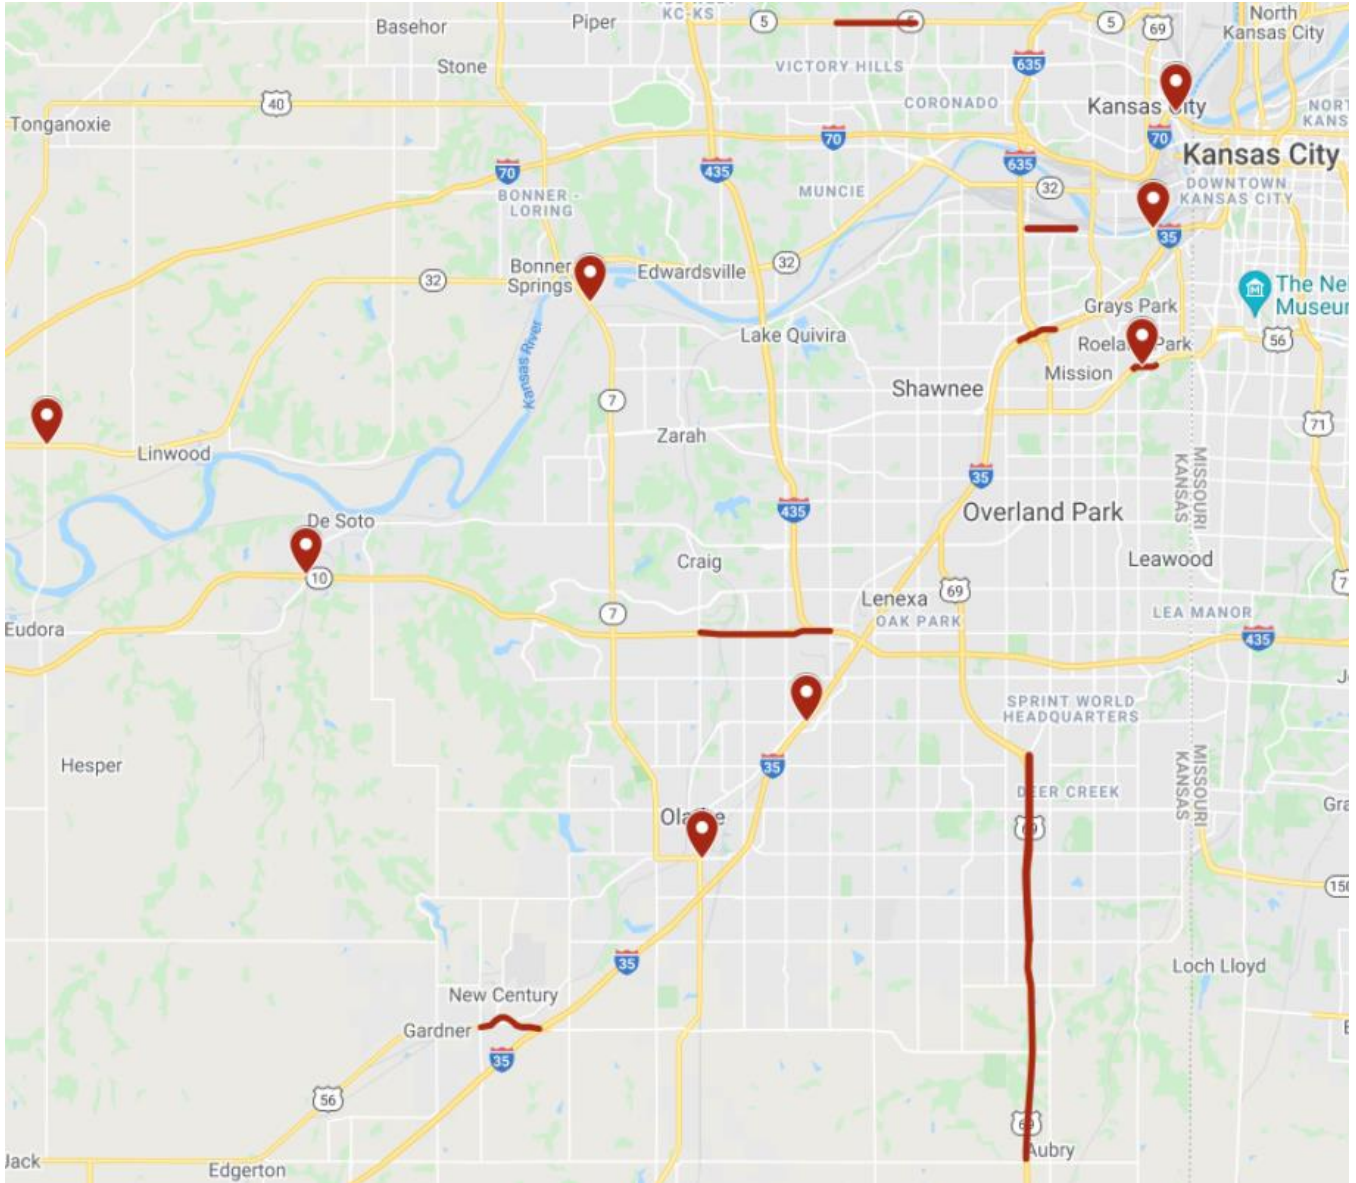 KC-KS
North
Kansas City
Basehor
Piper
5
5
5
69
Stone
635
VICTORY HILLS
40
CORONADO
Kansas City
Tonganoxie
70
70
Kansas City
70
435
635
32
MUNCIE
BONNER -
LORING
DOWNTOWN
KANSAS CITY
35
Bonner
Springs
32
Edwardsville
32
The Nel
Museum
Grays Park
Kansas River
Lake Quivira
Park
56
Mission
Shawnee
7
71
Zarah
Linwood
35
MISSOURI
KANSAS
435
Overland Park
De Soto
Craig
Leawood
10
69
Lenexa
OAK PARK
7
LEA MANOR
Eudora
435
SPRINT WORLD
HEADQUARTERS
Hesper
35
MISSOURI
KANSAS
DEER CREEK
69
150
35
Loch Lloyd
New Century
Gardner
35
56
69
Aubry
Edgerton